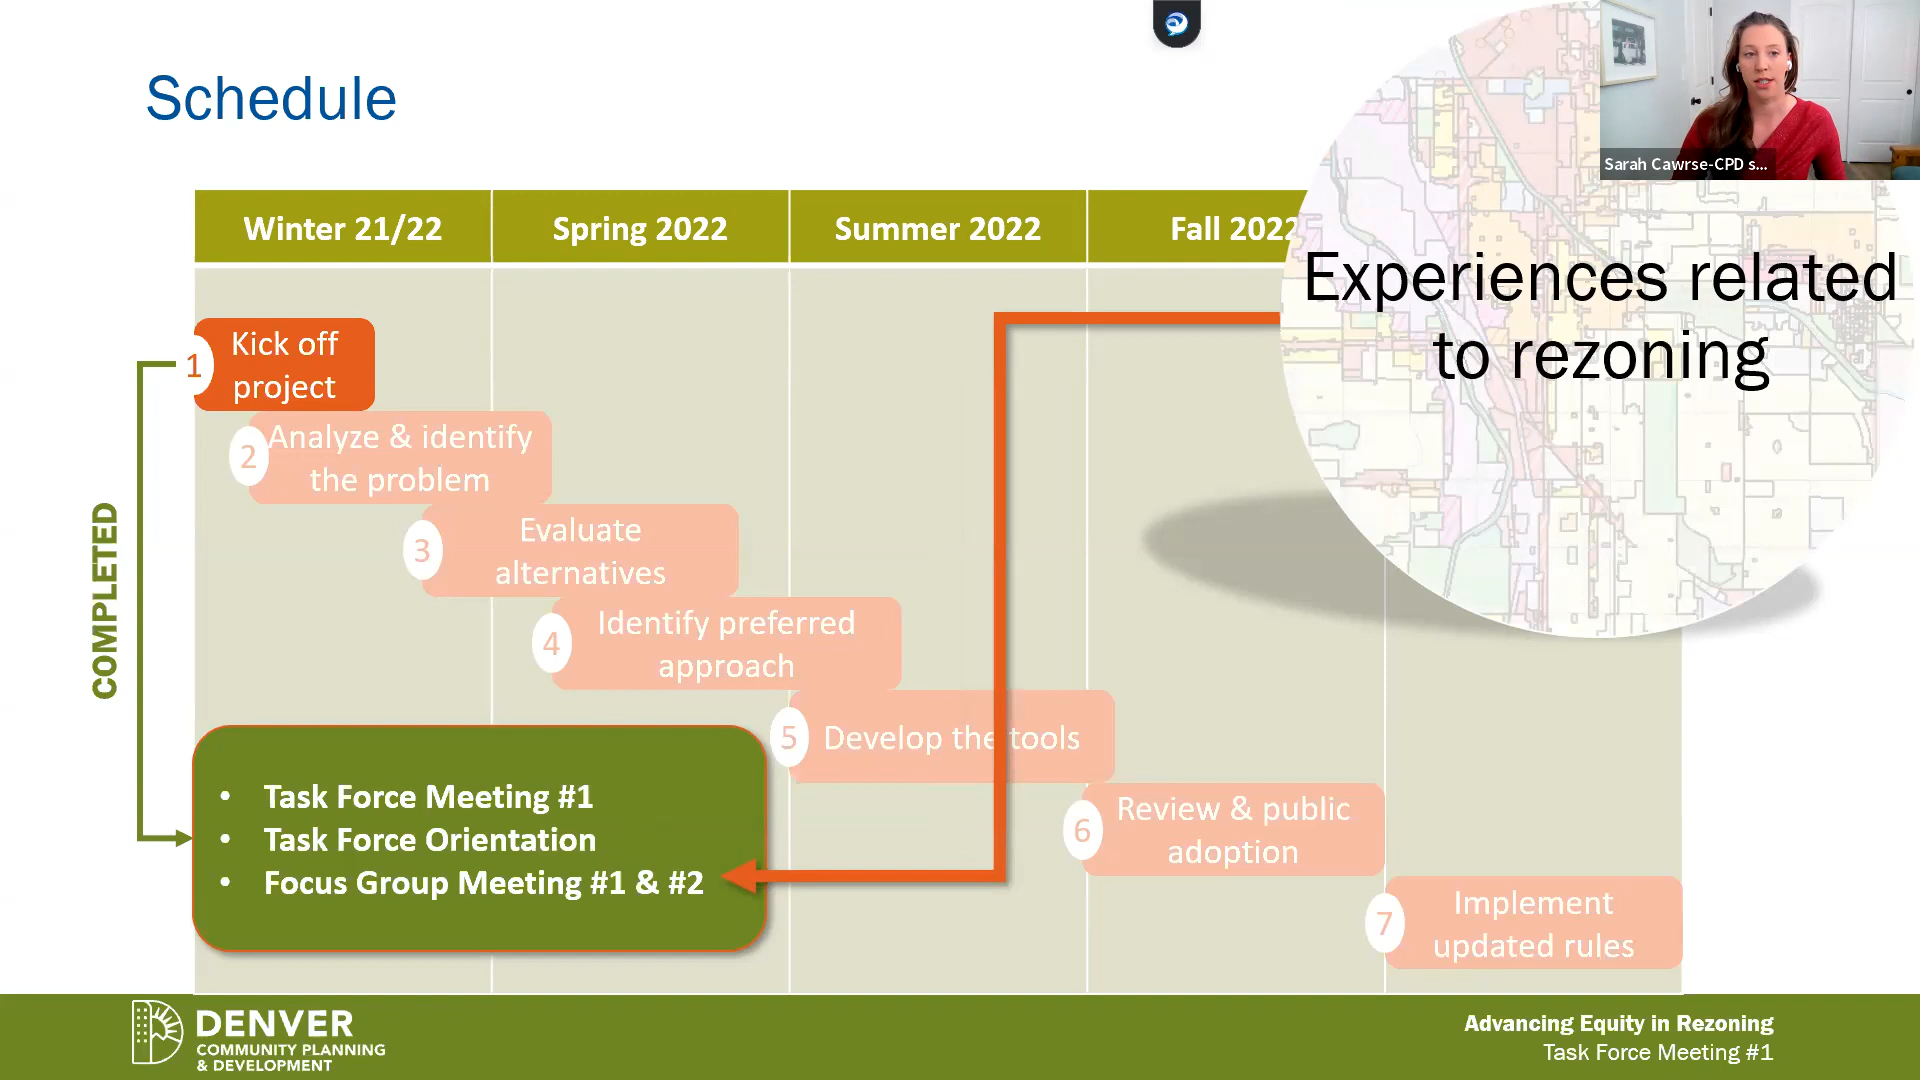 Schedule
Sarah Cawrse-CPD s...
Winter 21/22
Spring 2022
Summer 2022
Fall 2022
Experiences related
to rezoning
1
Kick off
project
2
Analyze & identify
the problem
3
Evaluate
alternatives
4
Identify preferred
approach
5
Develop the tools
6
Review & public
adoption
7
Implement
updated rules
COMPLETED
• Task Force Meeting #1
• Task Force Orientation
• Focus Group Meeting #1 & #2
DENVER
COMMUNITY PLANNING
& DEVELOPMENT
Advancing Equity in Rezoning
Task Force Meeting #1